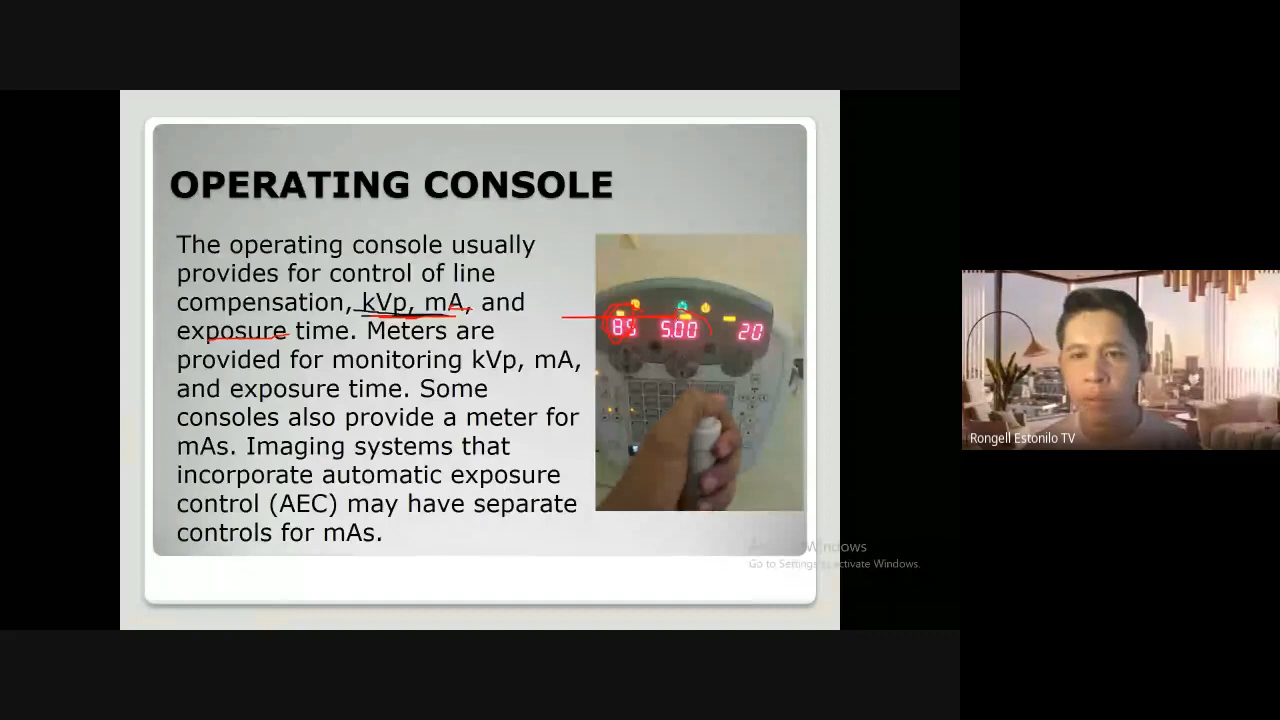 OPERATING CONSOLE
The operating console usually
provides for control of line
compensation, kVp, mA, and
exposure time. Meters are
provided for monitoring kVp, mA,
and exposure time. Some
consoles also provide a meter for
mAs. Imaging systems that
incorporate automatic exposure
control (AEC) may have separate
controls for mAs.
5.00 20
Windows
Go to Settings to activate Windows.
Rongell Estonilo TV